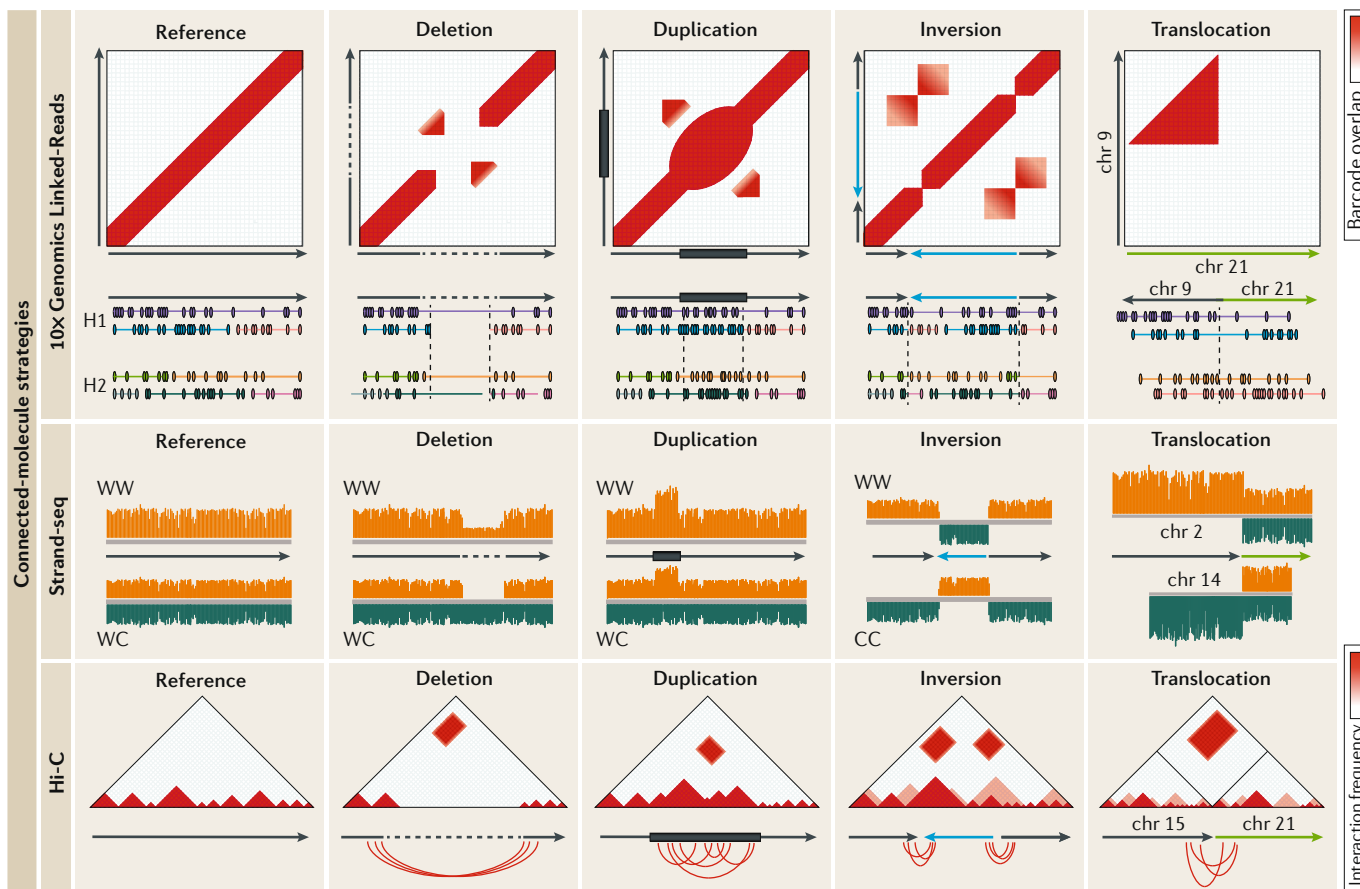 Connected-molecule strategies
10x Genomics Linked-Reads
Reference
Deletion
Duplication
Inversion
Translocation
chr 9
chr 21
chr 9
chr 21
H1
H2
Barcode overlap
Strand-seq
Reference
Deletion
Duplication
Inversion
Translocation
WW
WW
WW
WW
chr 2
chr 14
WC
WC
WC
CC
Hi-C
Reference
Deletion
Duplication
Inversion
Translocation
chr 15
chr 21
Interaction frequency